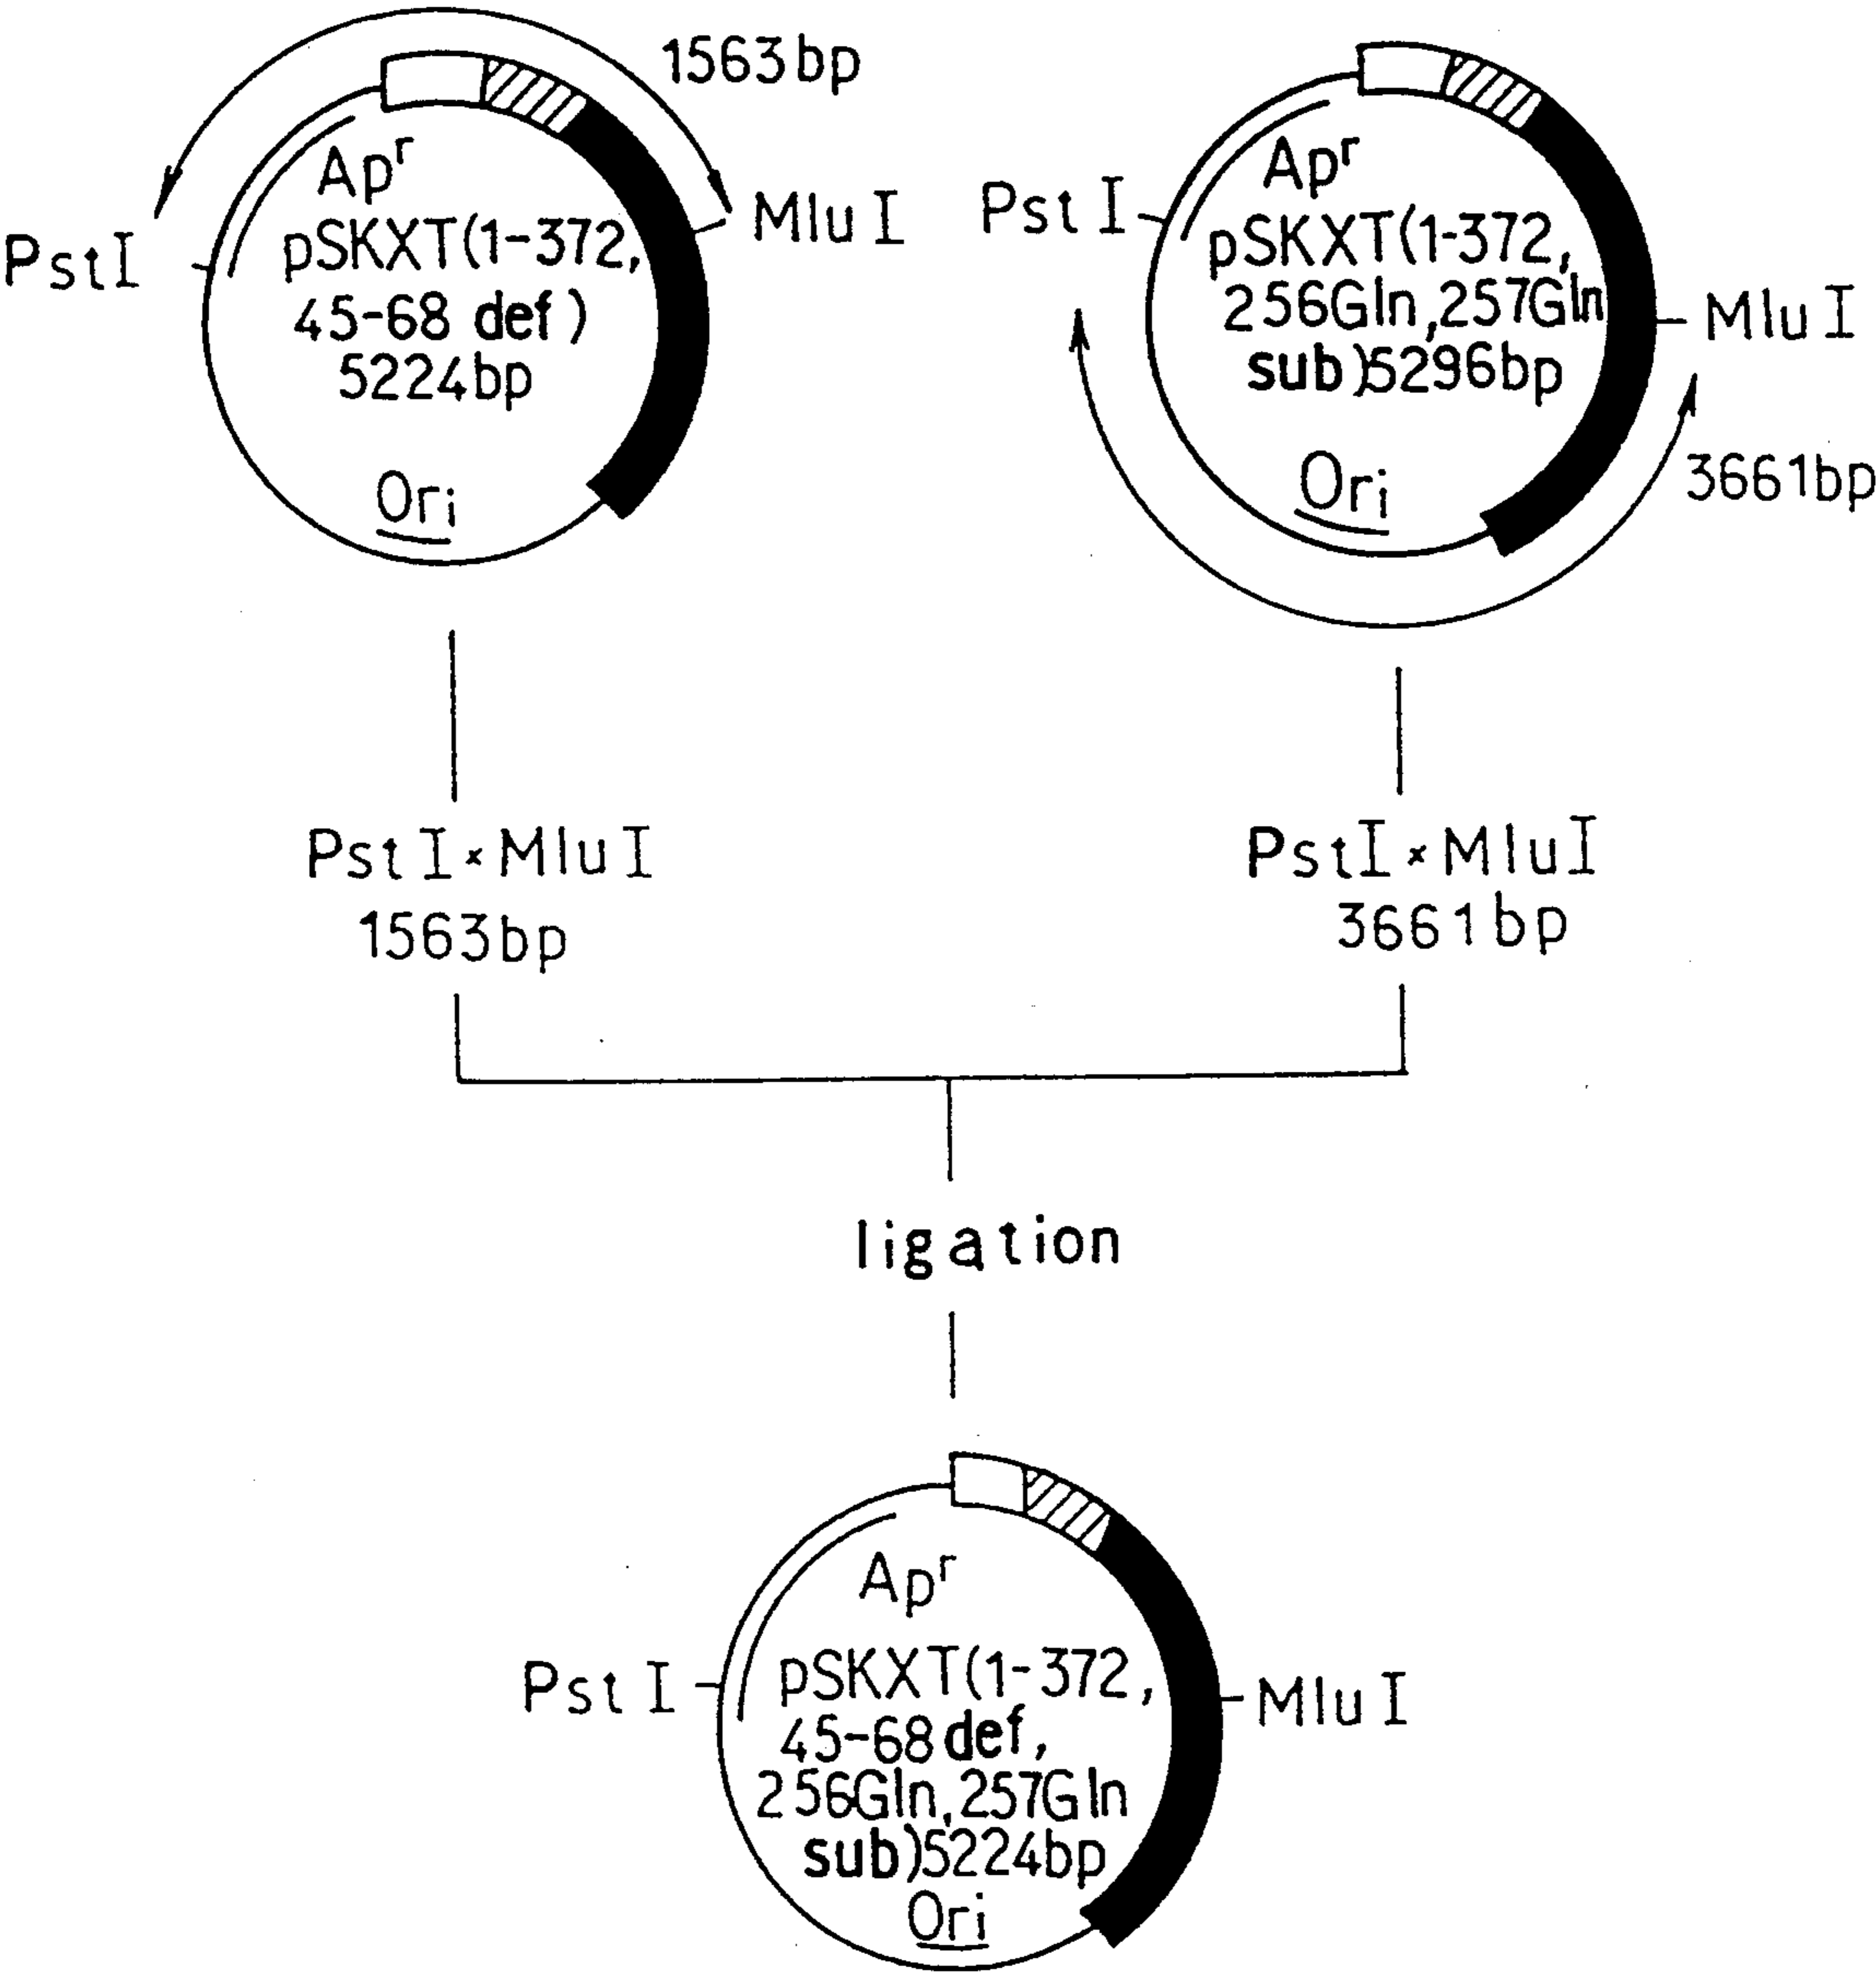 1563bp
Apʳ
PstI
MluI
pSKXT(1-372,
45-68 def)
5224bp
Ori
PstI
Apʳ
pSKXT(1-372,
256Gln,257Gln
sub)5296bp
MluI
Ori
3661bp
PstI×MluI
1563bp
PstI×MluI
3661bp
ligation
Apʳ
PstI
pSKXT(1-372,
45-68def,
256Gln,257Gln
sub)5224bp
Ori
MluI